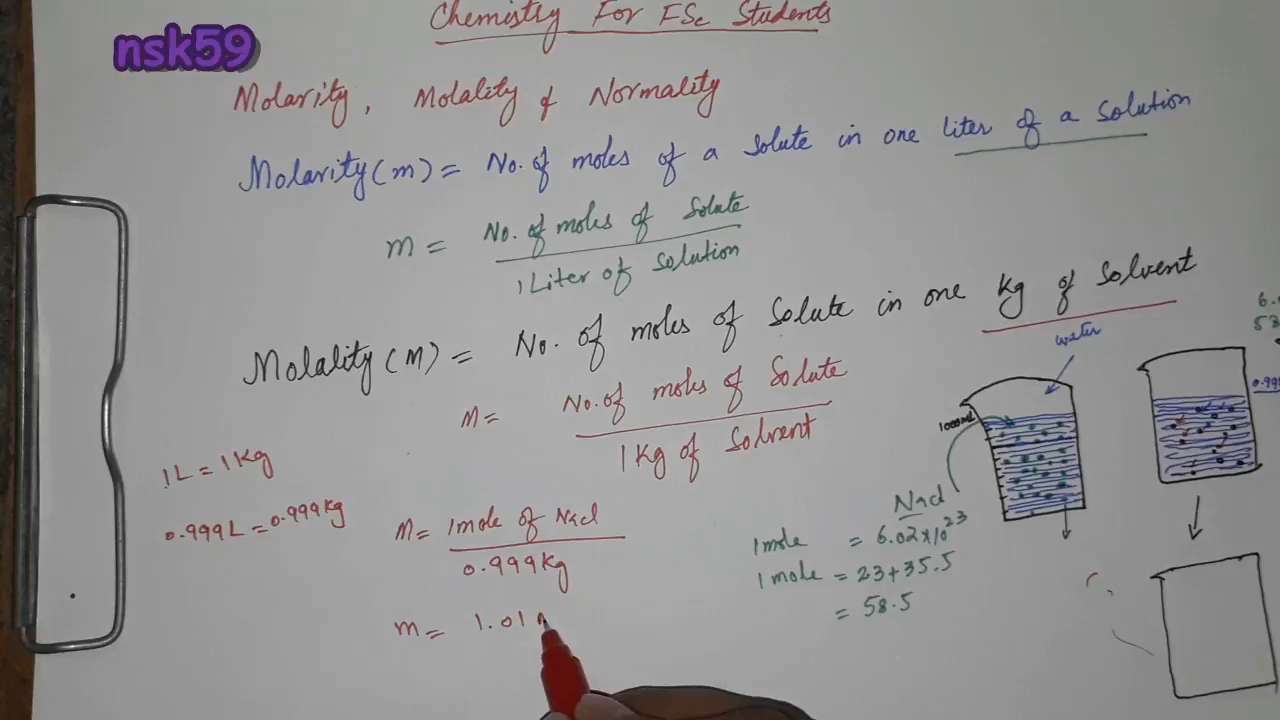 Chemistry For FSc Students
nsk59
Molarity, Molality & Normality
Molarity (m) = No. of moles of a solute in one liter of a solution
m = No. of moles of solute
1 Liter of solution
Molality (m) = No. of moles of solute in one kg of solvent
water
m = No. of moles of solute
1 Kg of solvent
1000ML
1L = 1Kg
0.999L = 0.999Kg
m = 1mole of Nacl
0.999Kg
m = 1.01
Nacl
1mole = 6.02×10²³
1mole = 23+35.5
= 58.5